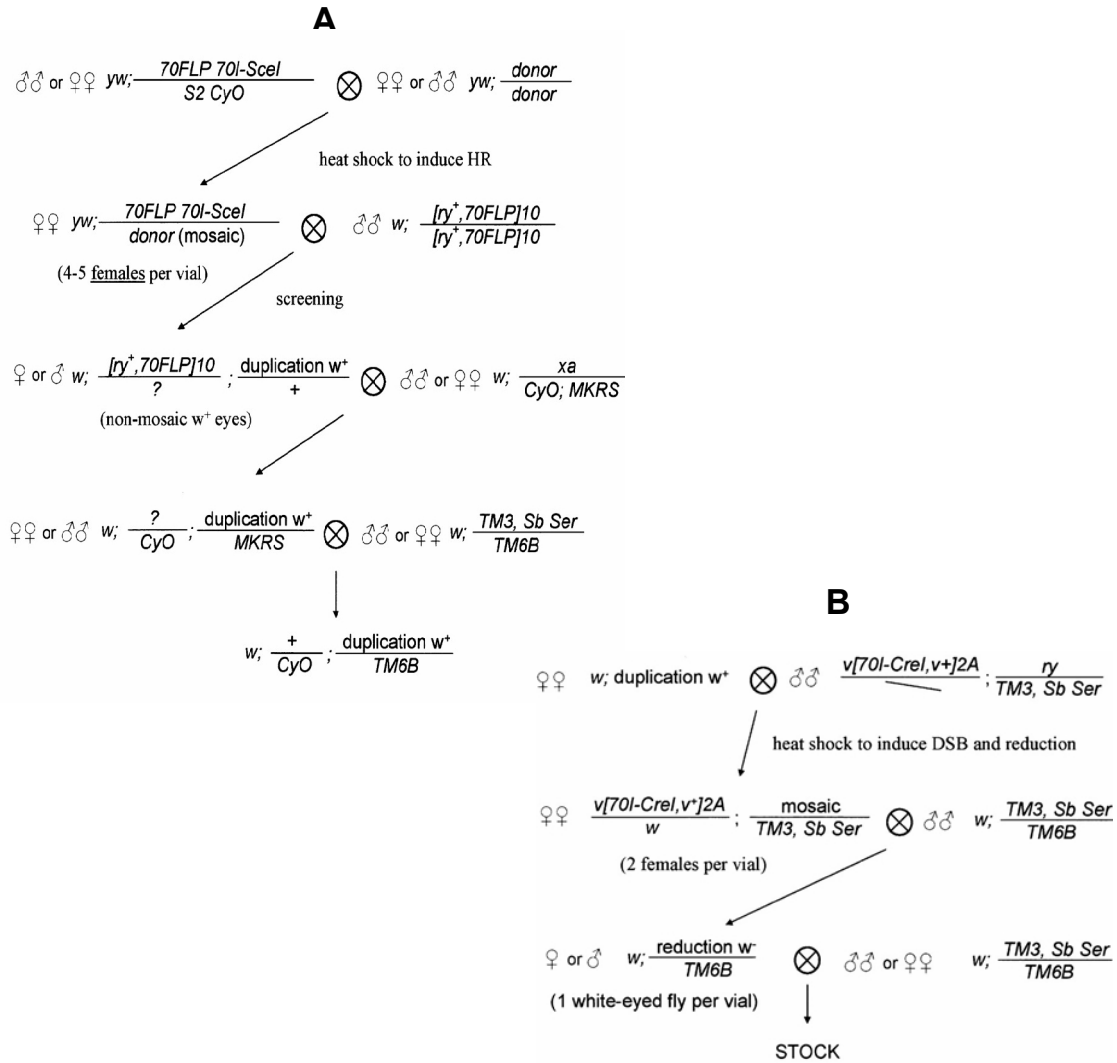 A
♂♂ or ♀♀ yw; 70FLP 70I-SceI / S2 CyO ⊗ ♀♀ or ♂♂ yw; donor / donor
heat shock to induce HR
♀♀ yw; 70FLP 70I-SceI / donor (mosaic) ⊗ ♂♂ w; [ry+,70FLP]10 / [ry+,70FLP]10
(4-5 females per vial)
screening
♀ or ♂ w; [ry+,70FLP]10 / ? ; duplication w+ / + ⊗ ♂♂ or ♀♀ w; xa / CyO; MKRS
(non-mosaic w+ eyes)
♀♀ or ♂♂ w; ? / CyO ; duplication w+ / MKRS ⊗ ♂♂ or ♀♀ w; TM3, Sb Ser / TM6B
w; + / CyO ; duplication w+ / TM6B
B
♀♀ w; duplication w+ ⊗ ♂♂ v[70I-CreI,v+]2A ; ry / TM3, Sb Ser
heat shock to induce DSB and reduction
♀♀ v[70I-CreI,v+]2A / w ; mosaic / TM3, Sb Ser ⊗ ♂♂ w; TM3, Sb Ser / TM6B
(2 females per vial)
♀ or ♂ w; reduction w- / TM6B ⊗ ♂♂ or ♀♀ w; TM3, Sb Ser / TM6B
(1 white-eyed fly per vial)
STOCK